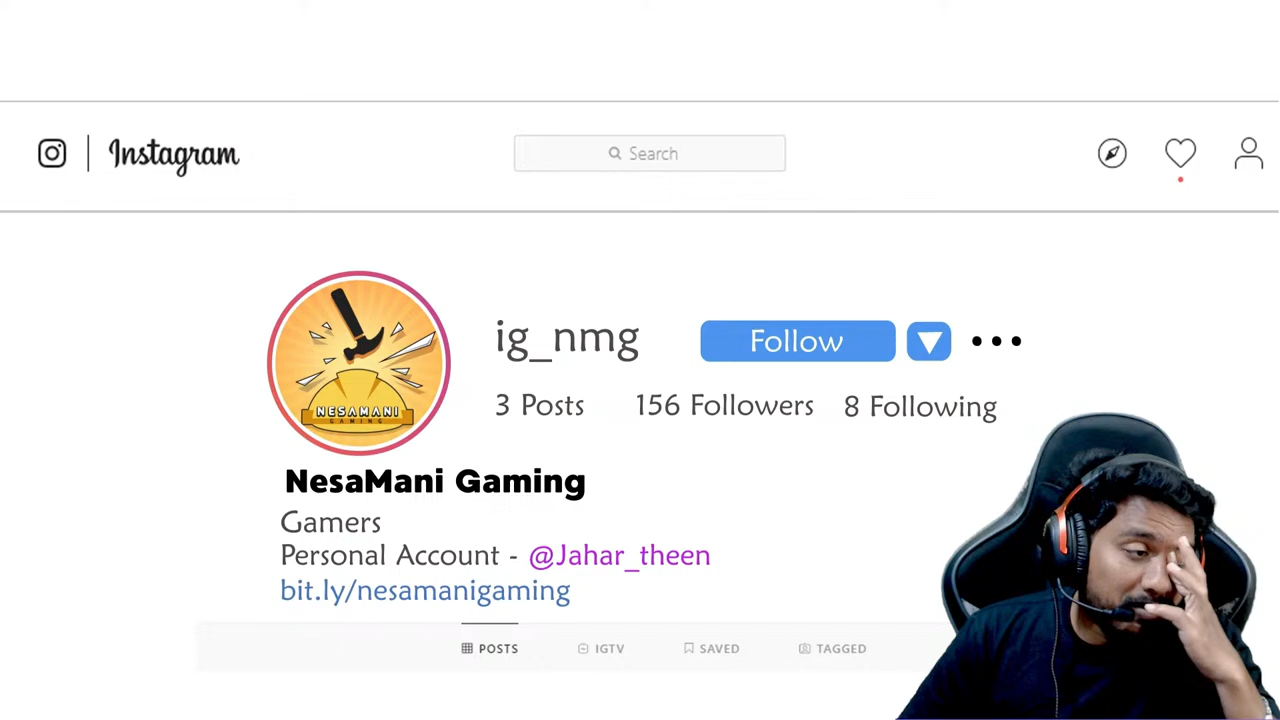 Instagram
Search
ig_nmg
Follow
3 Posts 156 Followers 8 Following
NESAMANI
GAMING
NesaMani Gaming
Gamers
Personal Account - @Jahar_theen
bit.ly/nesamanigaming
POSTS IGTV SAVED TAGGED